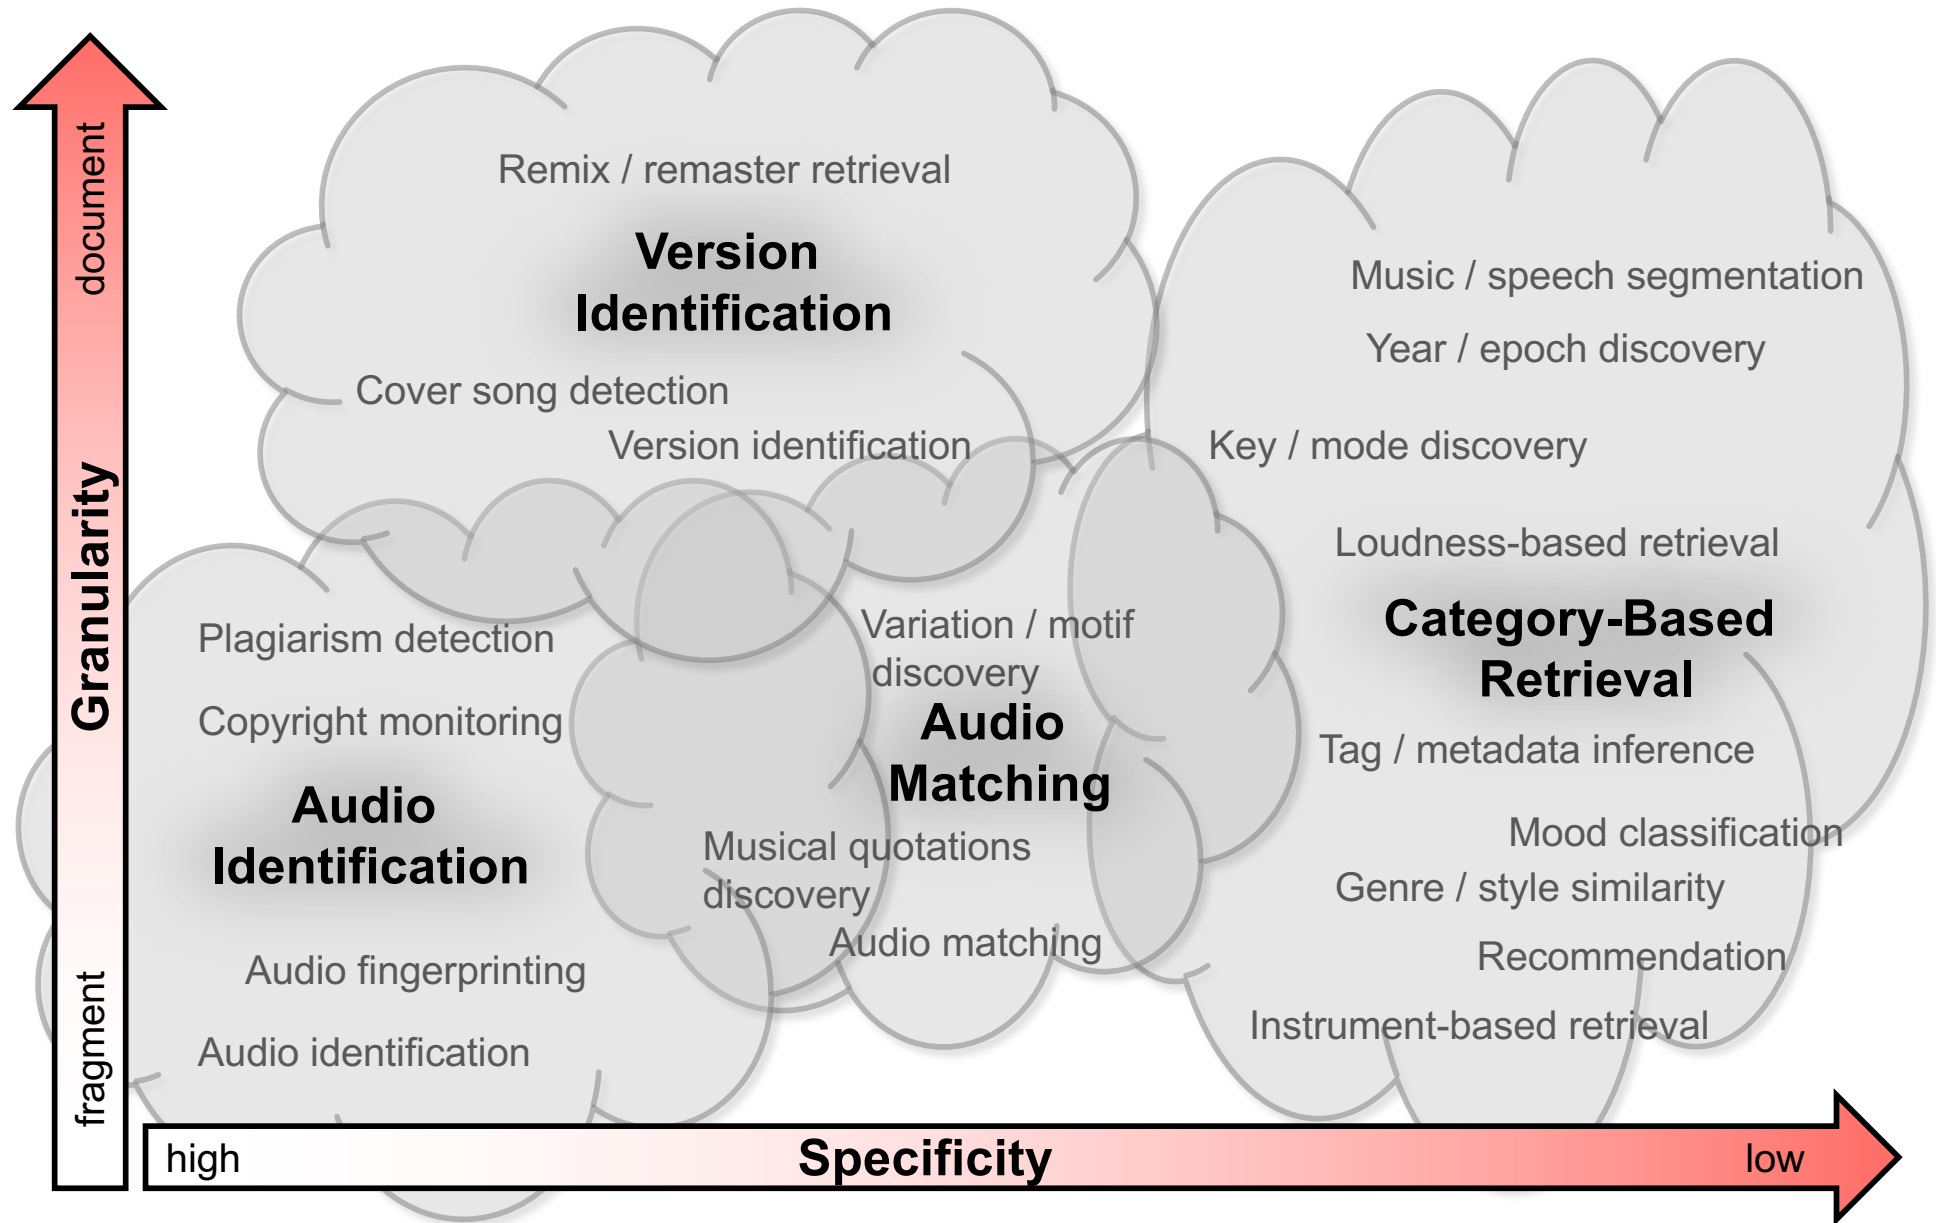 document
Granularity
fragment
Remix / remaster retrieval
Version
Identification
Cover song detection
Version identification
Music / speech segmentation
Year / epoch discovery
Key / mode discovery
Loudness-based retrieval
Category-Based
Retrieval
Tag / metadata inference
Mood classification
Genre / style similarity
Recommendation
Instrument-based retrieval
Plagiarism detection
Copyright monitoring
Audio
Identification
Audio fingerprinting
Audio identification
Variation / motif
discovery
Audio
Matching
Musical quotations
discovery
Audio matching
high
Specificity
low